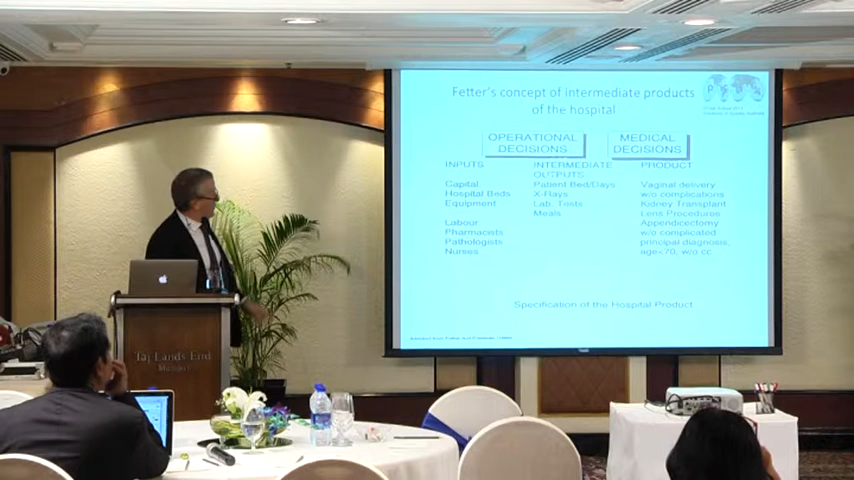 Fetter's concept of intermediate products
of the hospital
OPERATIONAL
DECISIONS
MEDICAL
DECISIONS
INPUTS
Capital:
Hospital Beds
Equipment
Labour:
Pharmacists
Pathologists
Nurses
INTERMEDIATE
OUTPUTS:
Patient Bed/Days
X-Rays
Lab. Tests
Meals
PRODUCT
Vaginal delivery
w/o complications
Kidney Transplant
Lens Procedures
Appendicectomy
w/o complicated
principal diagnosis,
age<70, w/o cc
Specification of the Hospital Product
Taj Lands End
Mumbai